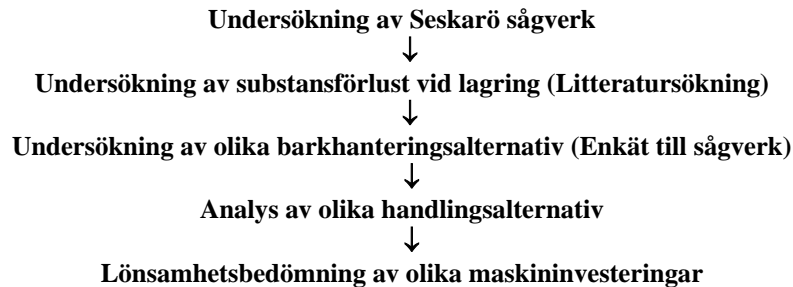 Undersökning av Seskarö sågverk
↓
Undersökning av substansförlust vid lagring (Litteratursökning)
↓
Undersökning av olika barkhanteringsalternativ (Enkät till sågverk)
↓
Analys av olika handlingsalternativ
↓
Lönsamhetsbedömning av olika maskininvesteringar